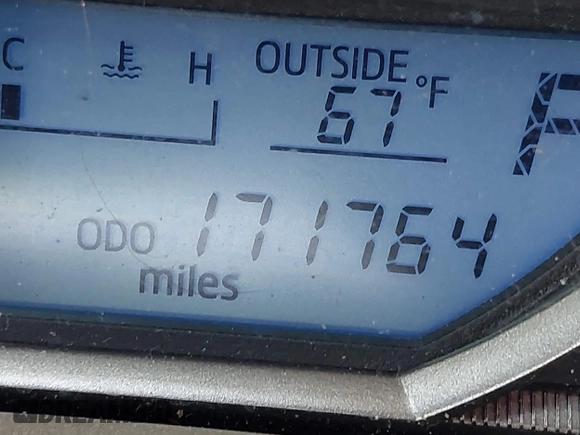 C H OUTSIDE
67 °F
ODO 171764
miles